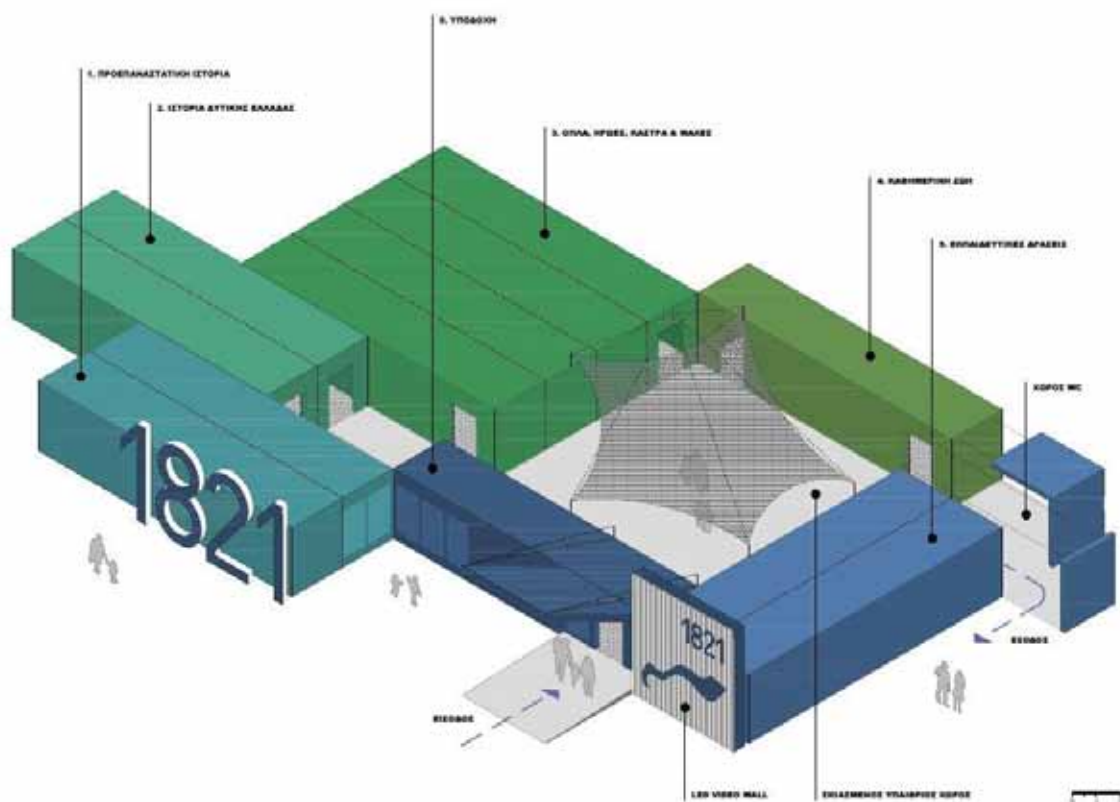 0. ΥΠΟΔΟΧΗ
1. ΠΡΟΕΠΑΝΑΣΤΑΤΙΚΗ ΙΣΤΟΡΙΑ
2. ΙΣΤΟΡΙΑ ΔΥΤΙΚΗΣ ΕΛΛΑΔΑΣ
3. ΟΠΛΑ, ΗΡΩΕΣ, ΚΑΣΤΡΑ & ΜΑΧΕΣ
4. ΚΑΘΗΜΕΡΙΝΗ ΖΩΗ
5. ΕΚΠΑΙΔΕΥΤΙΚΕΣ ΔΡΑΣΕΙΣ
ΧΩΡΟΣ WC
1821
1821
ΕΞΟΔΟΣ
ΕΙΣΟΔΟΣ
LED VIDEO WALL
ΣΚΙΑΣΜΕΝΟΣ ΥΠΑΙΘΡΙΟΣ ΧΩΡΟΣ